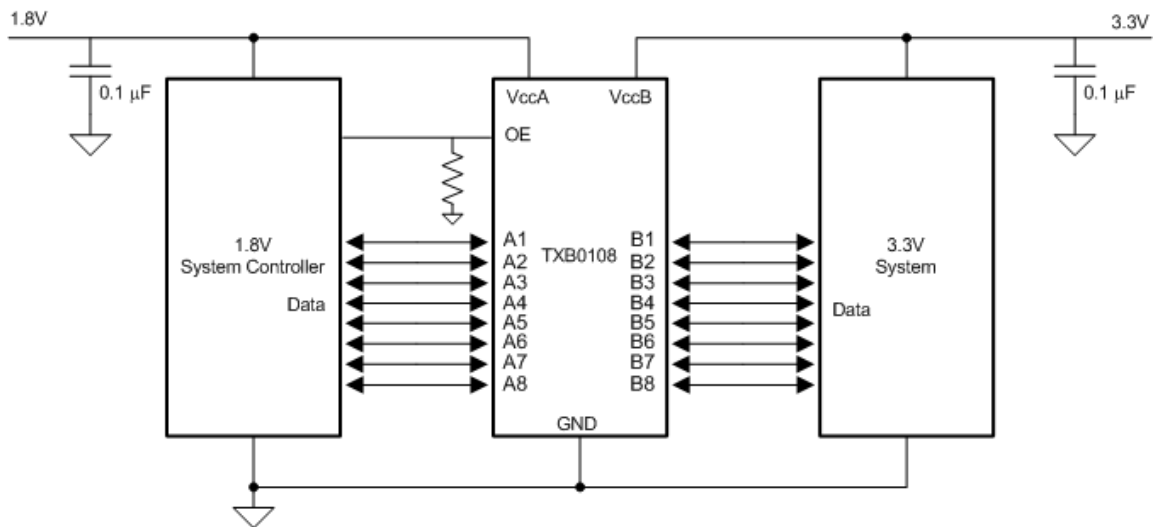 1.8V
3.3V
0.1 μF
VccA
VccB
0.1 μF
OE
1.8V
System Controller
Data
A1
A2
A3
A4
A5
A6
A7
A8
TXB0108
B1
B2
B3
B4
B5
B6
B7
B8
GND
3.3V
System
Data